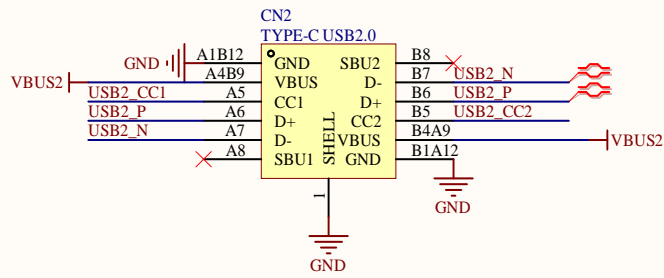 CN2
TYPE-C USB2.0
GND A1B12 GND SBU2 B8
VBUS2 A4B9 VBUS D- B7 USB2_N
USB2_CC1 A5 CC1 D+ B6 USB2_P
USB2_P A6 D+ CC2 B5 USB2_CC2
USB2_N A7 D- VBUS B4A9 VBUS2
A8 SBU1 GND B1A12
SHELL
1
GND
GND